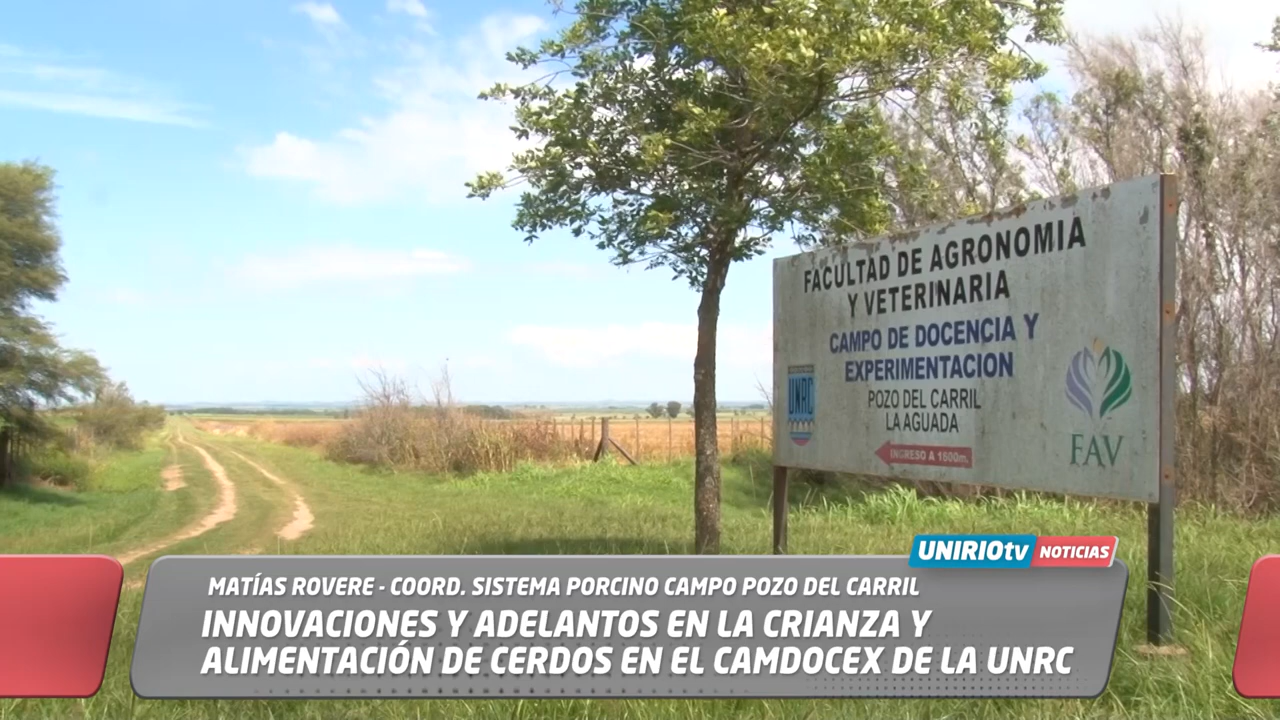 FACULTAD DE AGRONOMIA
Y VETERINARIA
CAMPO DE DOCENCIA Y
EXPERIMENTACION
POZO DEL CARRIL
LA AGUADA
INGRESO A 1600m.
UNRC
FAV
UNIRIOtv NOTICIAS
MATÍAS ROVERE - COORD. SISTEMA PORCINO CAMPO POZO DEL CARRIL
INNOVACIONES Y ADELANTOS EN LA CRIANZA Y
ALIMENTACIÓN DE CERDOS EN EL CAMDOCEX DE LA UNRC